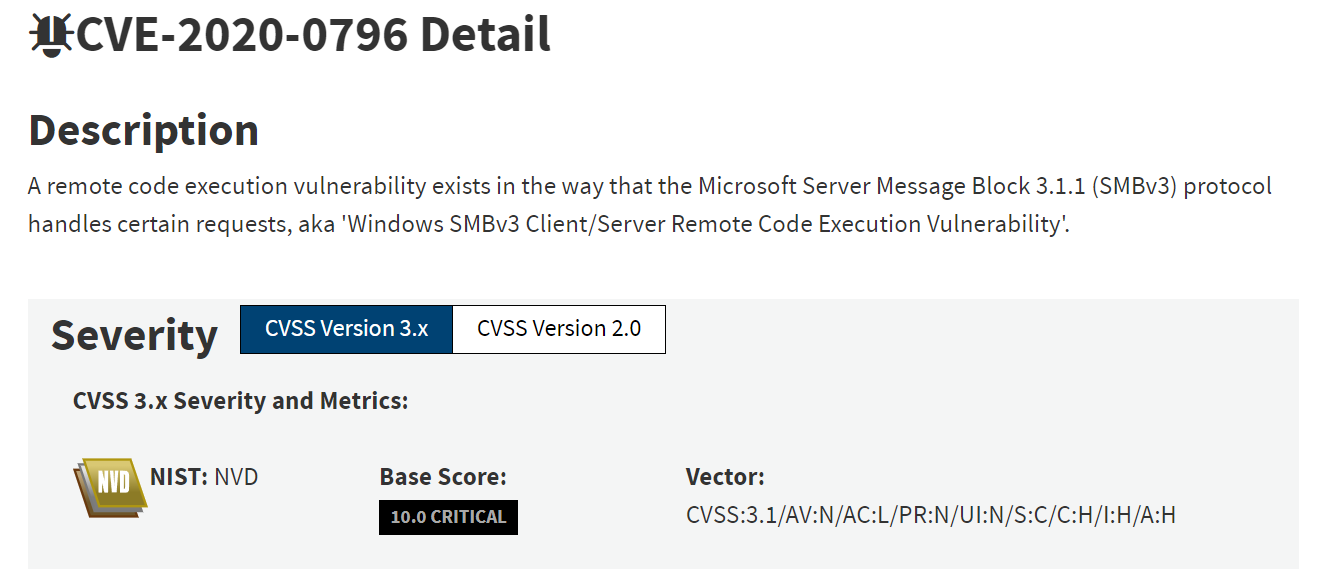 CVE-2020-0796 Detail
Description
A remote code execution vulnerability exists in the way that the Microsoft Server Message Block 3.1.1 (SMBv3) protocol
handles certain requests, aka 'Windows SMBv3 Client/Server Remote Code Execution Vulnerability'.
Severity CVSS Version 3.x CVSS Version 2.0
CVSS 3.x Severity and Metrics:
NVD NIST: NVD Base Score: Vector:
10.0 CRITICAL CVSS:3.1/AV:N/AC:L/PR:N/UI:N/S:C/C:H/I:H/A:H